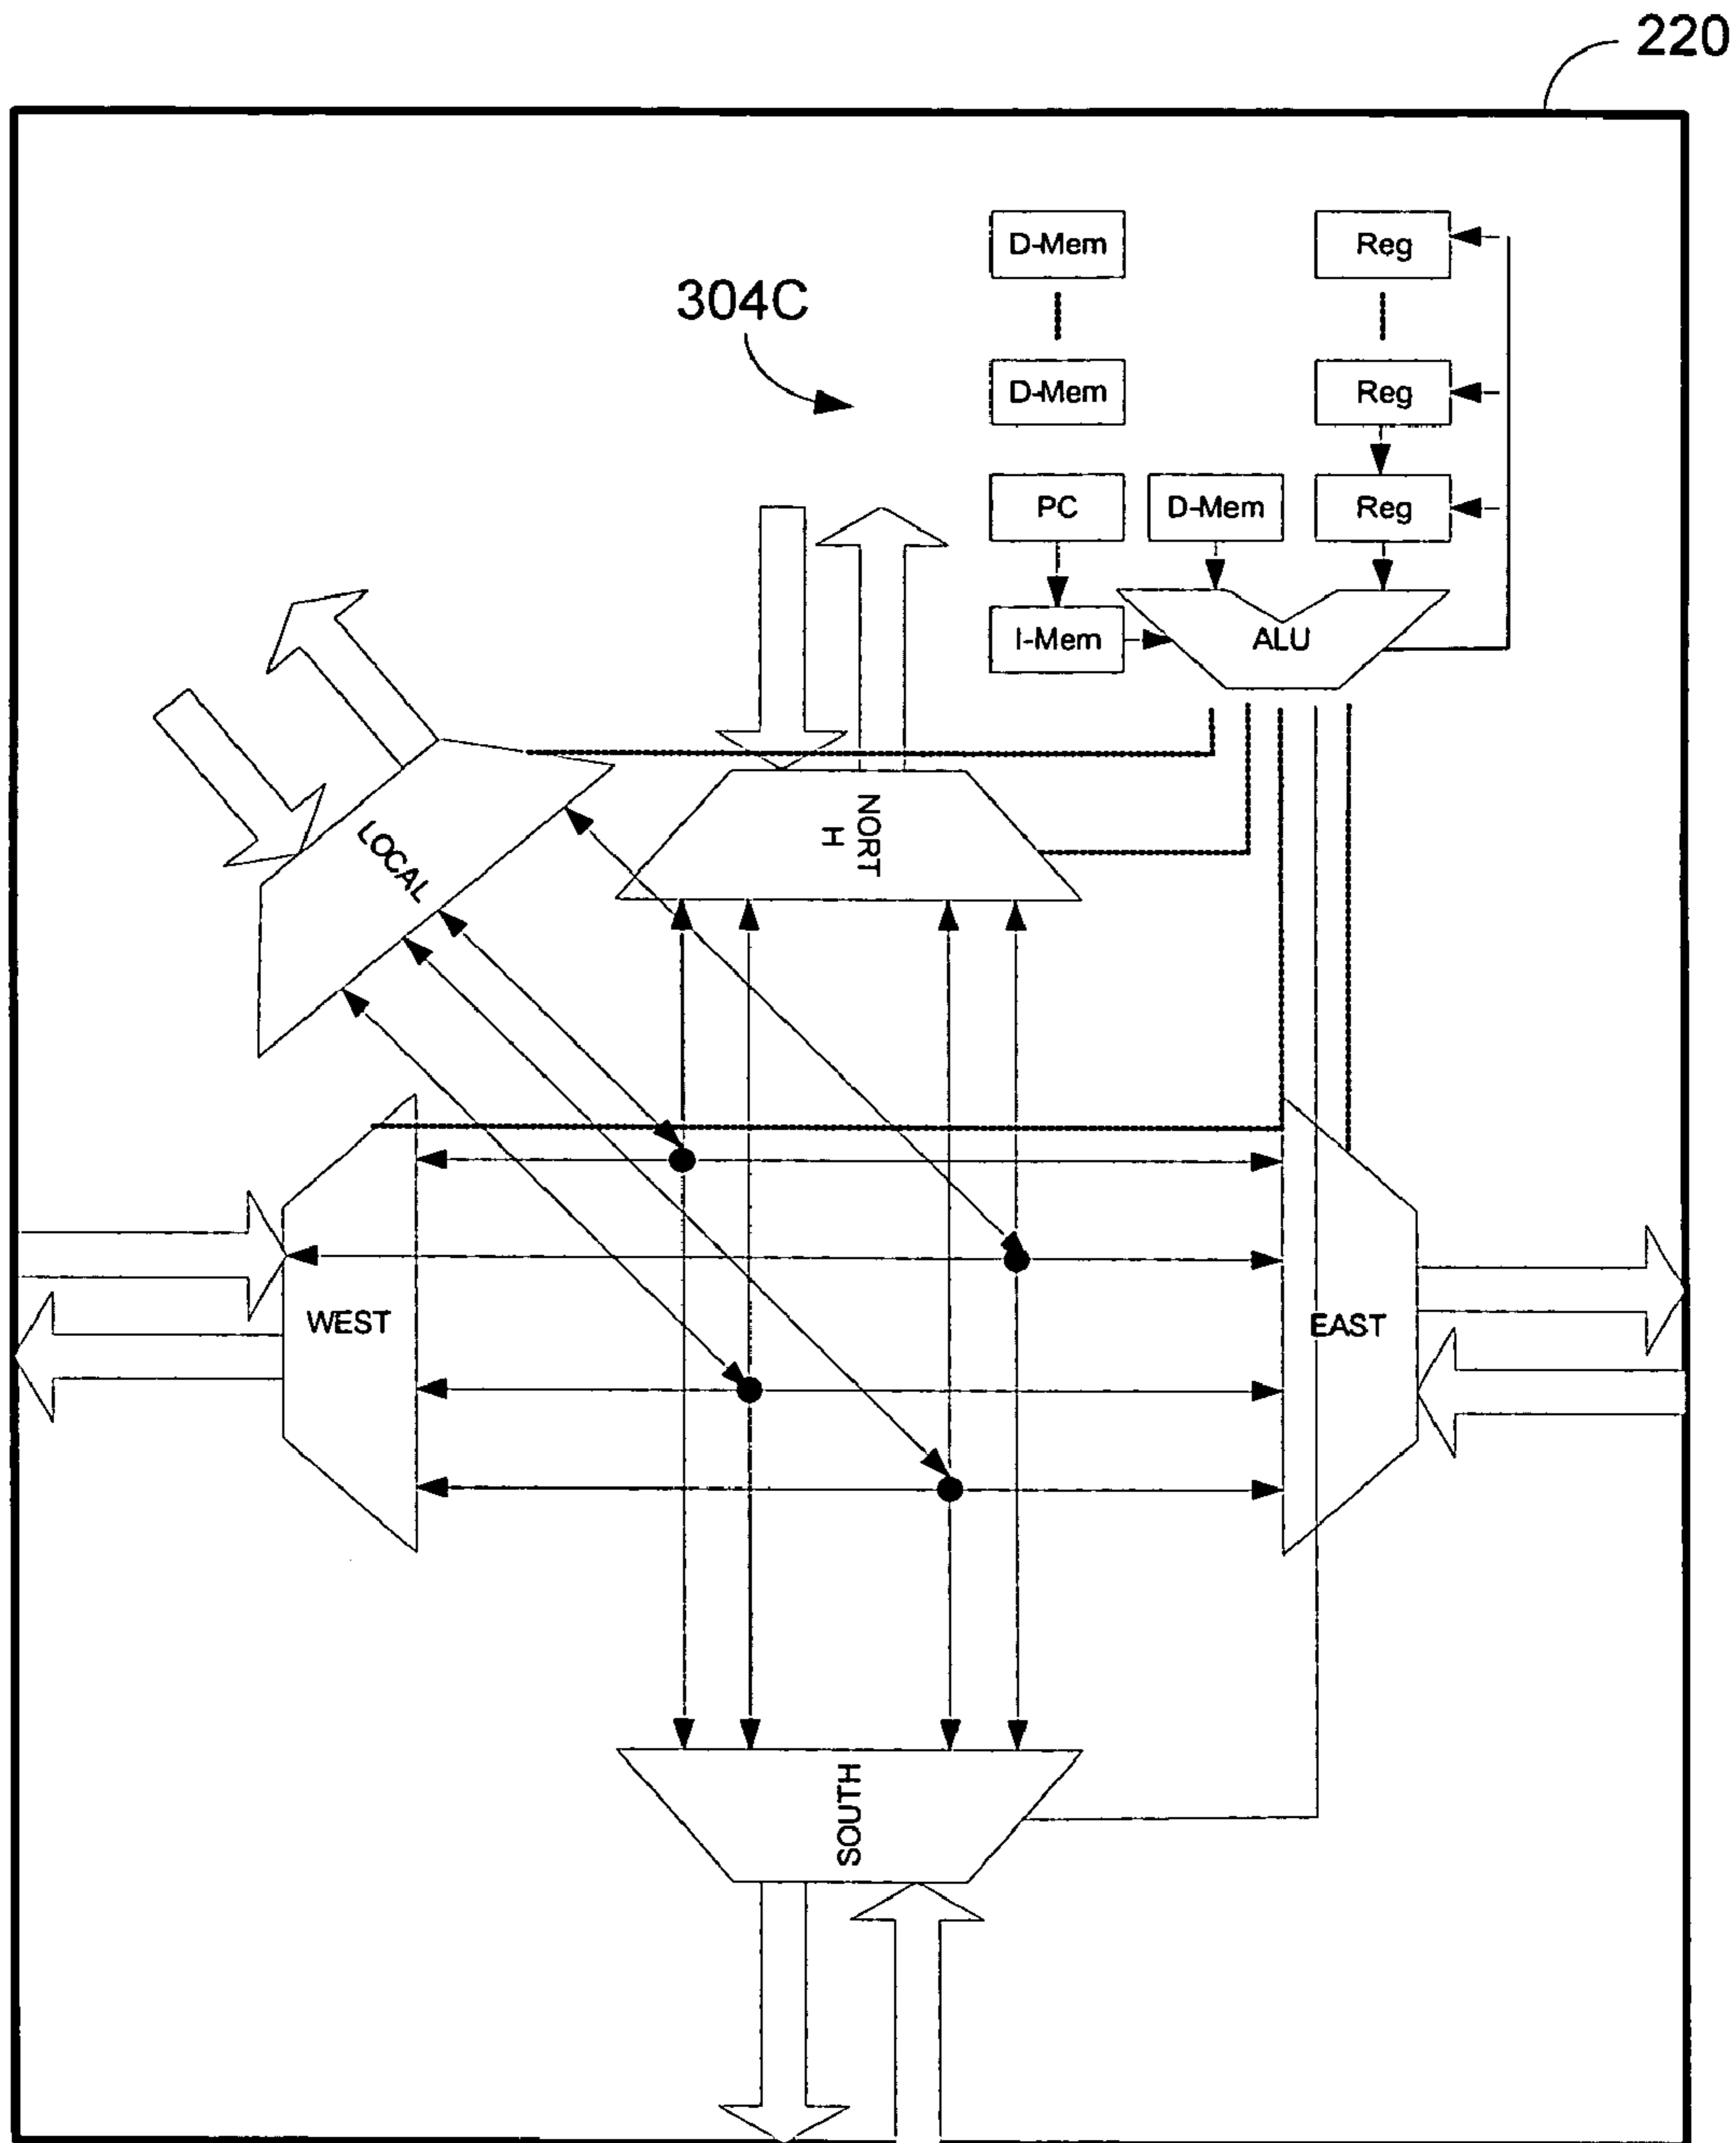 220
D-Mem
Reg
304C
D-Mem
Reg
PC
D-Mem
Reg
I-Mem
ALU
NORT
H
LOCAL
WEST
EAST
SOUTH